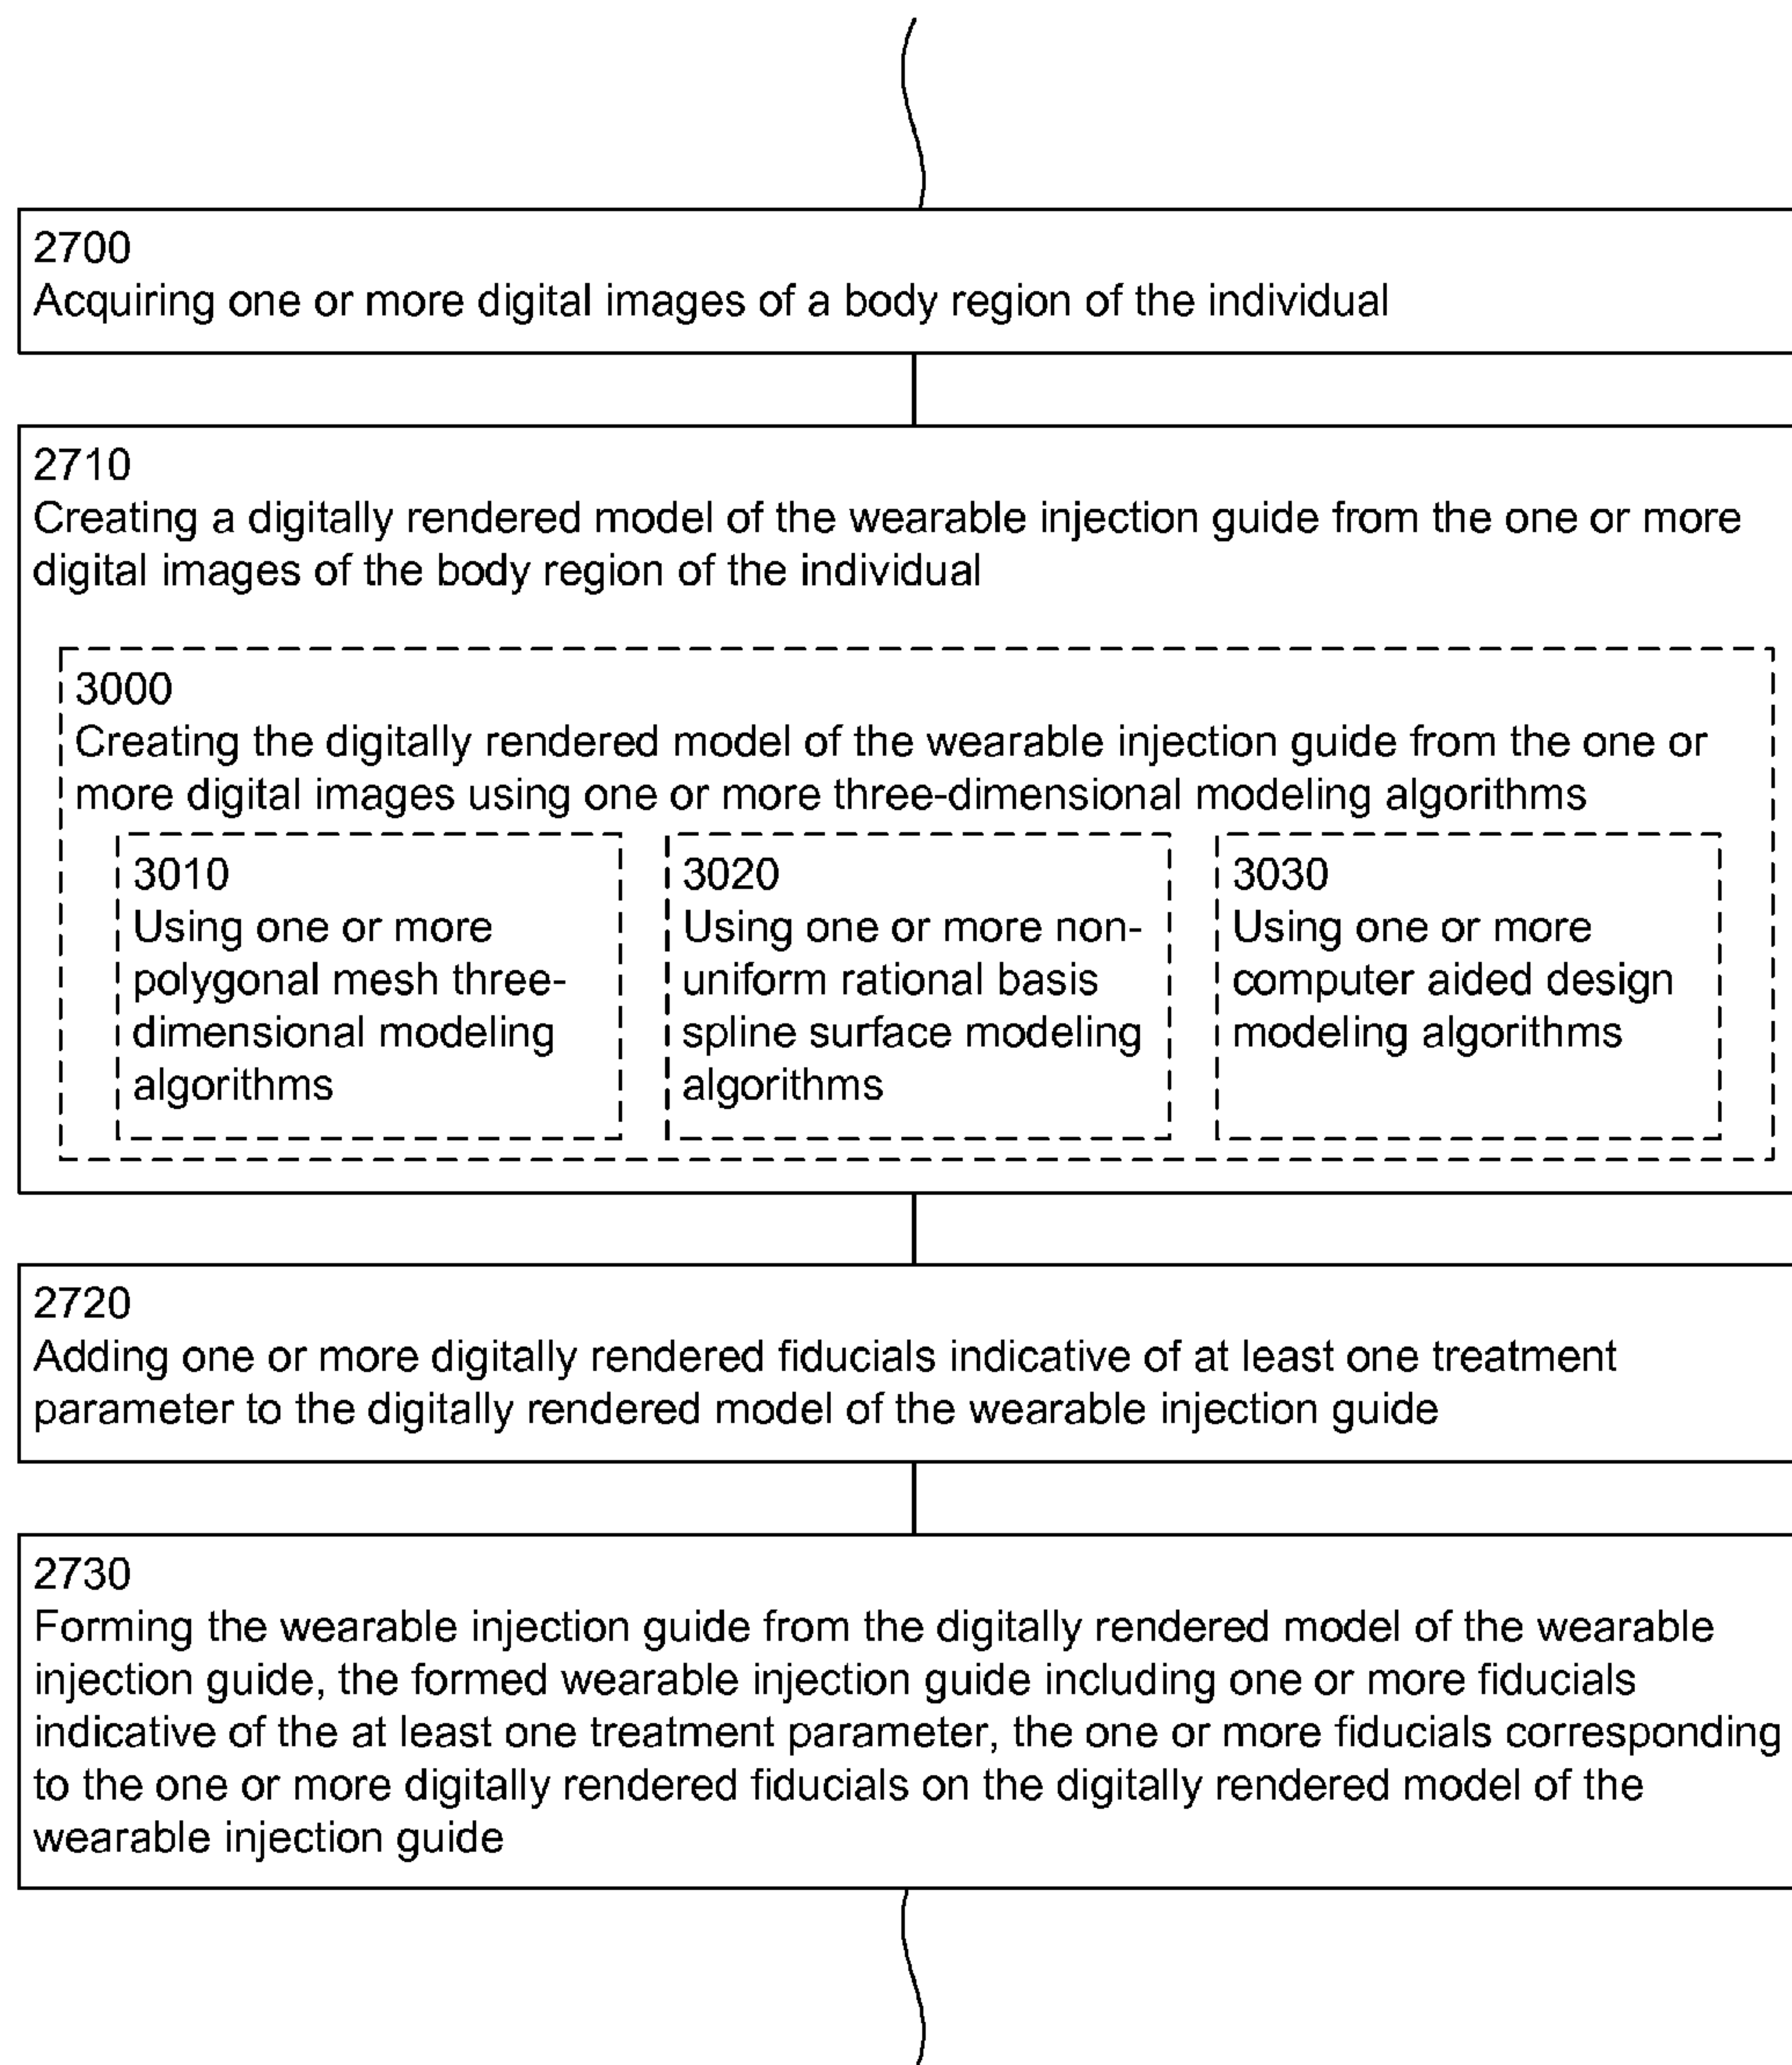 2700
Acquiring one or more digital images of a body region of the individual
2710
Creating a digitally rendered model of the wearable injection guide from the one or more
digital images of the body region of the individual
3000
Creating the digitally rendered model of the wearable injection guide from the one or
more digital images using one or more three-dimensional modeling algorithms
3010
Using one or more
polygonal mesh three-
dimensional modeling
algorithms
3020
Using one or more non-
uniform rational basis
spline surface modeling
algorithms
3030
Using one or more
computer aided design
modeling algorithms
2720
Adding one or more digitally rendered fiducials indicative of at least one treatment
parameter to the digitally rendered model of the wearable injection guide
2730
Forming the wearable injection guide from the digitally rendered model of the wearable
injection guide, the formed wearable injection guide including one or more fiducials
indicative of the at least one treatment parameter, the one or more fiducials corresponding
to the one or more digitally rendered fiducials on the digitally rendered model of the
wearable injection guide